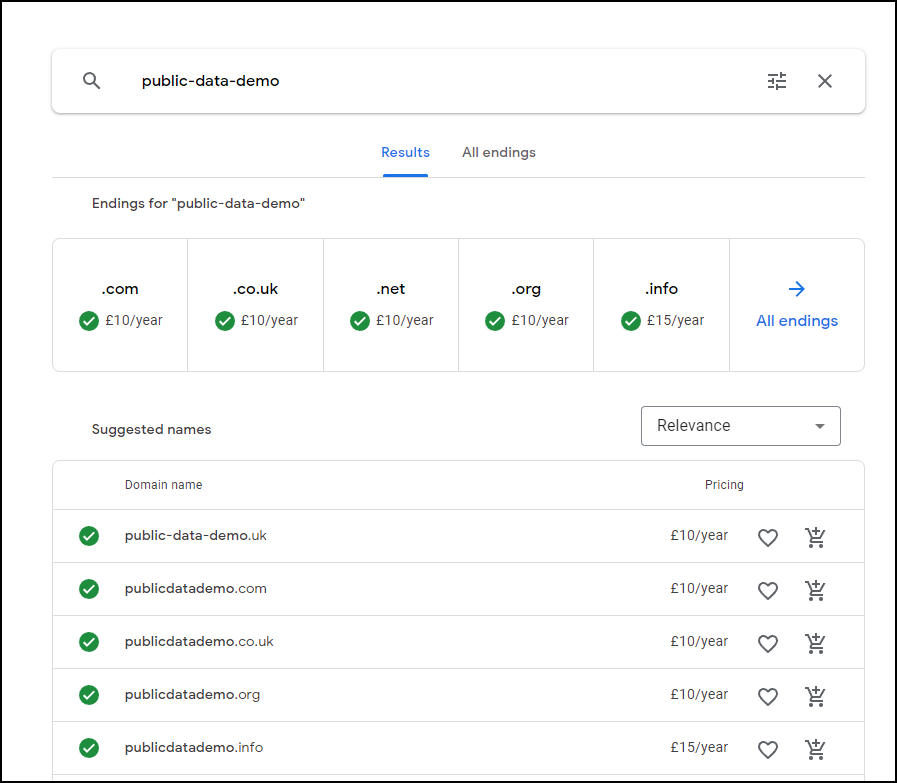 public-data-demo
Results All endings
Endings for "public-data-demo"
.com .co.uk .net .org .info
£10/year £10/year £10/year £10/year £15/year All endings
Suggested names Relevance
Domain name Pricing
public-data-demo.uk £10/year
publicdatademo.com £10/year
publicdatademo.co.uk £10/year
publicdatademo.org £10/year
publicdatademo.info £15/year